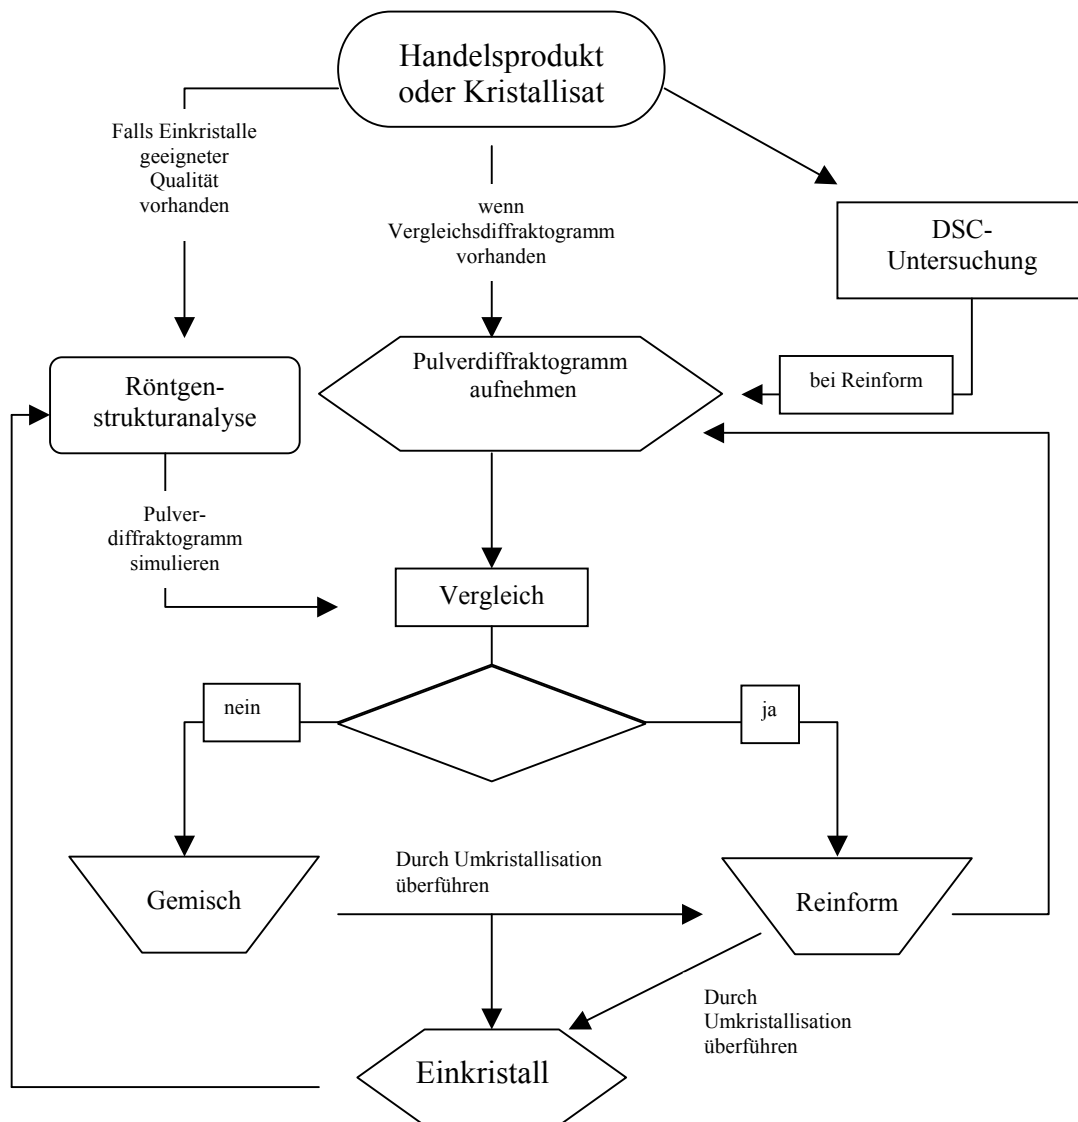 Handelsprodukt
oder Kristallisat
Falls Einkristalle
geeigneter
Qualität
vorhanden
wenn
Vergleichsdiffraktogramm
vorhanden
DSC-
Untersuchung
Pulverdiffraktogramm
aufnehmen
bei Reinform
Röntgen-
strukturanalyse
Pulver-
diffraktogramm
simulieren
Vergleich
nein
ja
Gemisch
Durch Umkristallisation
überführen
Reinform
Durch
Umkristallisation
überführen
Einkristall